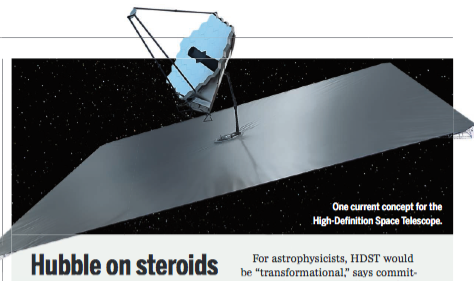 One current concept for the
High-Definition Space Telescope.
Hubble on steroids
For astrophysicists, HDST would
be “transformational,” says commit-